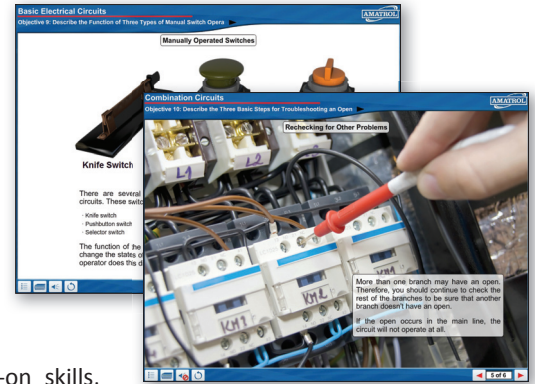 Basic Electrical Circuits
AMATROL
Objective 9: Describe the Function of Three Types of Manual Switch Opera
Manually Operated Switches
Knife Switch
There are several
circuits. These switc
· Knife switch
· Pushbutton switch
· Selector switch
The function of he
change the states o
operator does this d
Combination Circuits
AMATROL
Objective 10: Describe the Three Basic Steps for Troubleshooting an Open
Rechecking for Other Problems
L1
L2
KM1
KM2
More than one branch may have an open.
Therefore, you should continue to check the
rest of the branches to be sure that another
branch doesn't have an open.
If the open occurs in the main line, the
circuit will not operate at all.
5 of 6
-on skills.